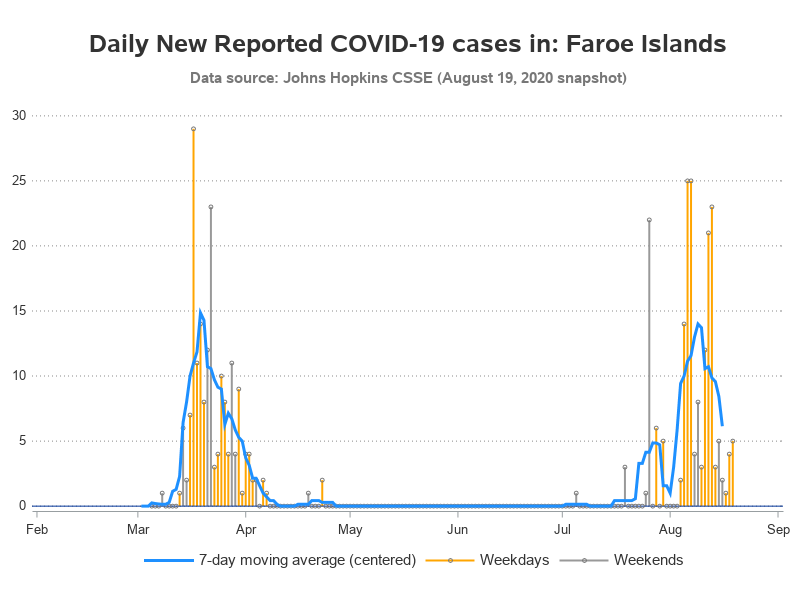 Daily New Reported COVID-19 cases in: Faroe Islands
Data source: Johns Hopkins CSSE (August 19, 2020 snapshot)
30
25
20
15
10
5
0
Feb Mar Apr May Jun Jul Aug Sep
7-day moving average (centered) Weekdays Weekends